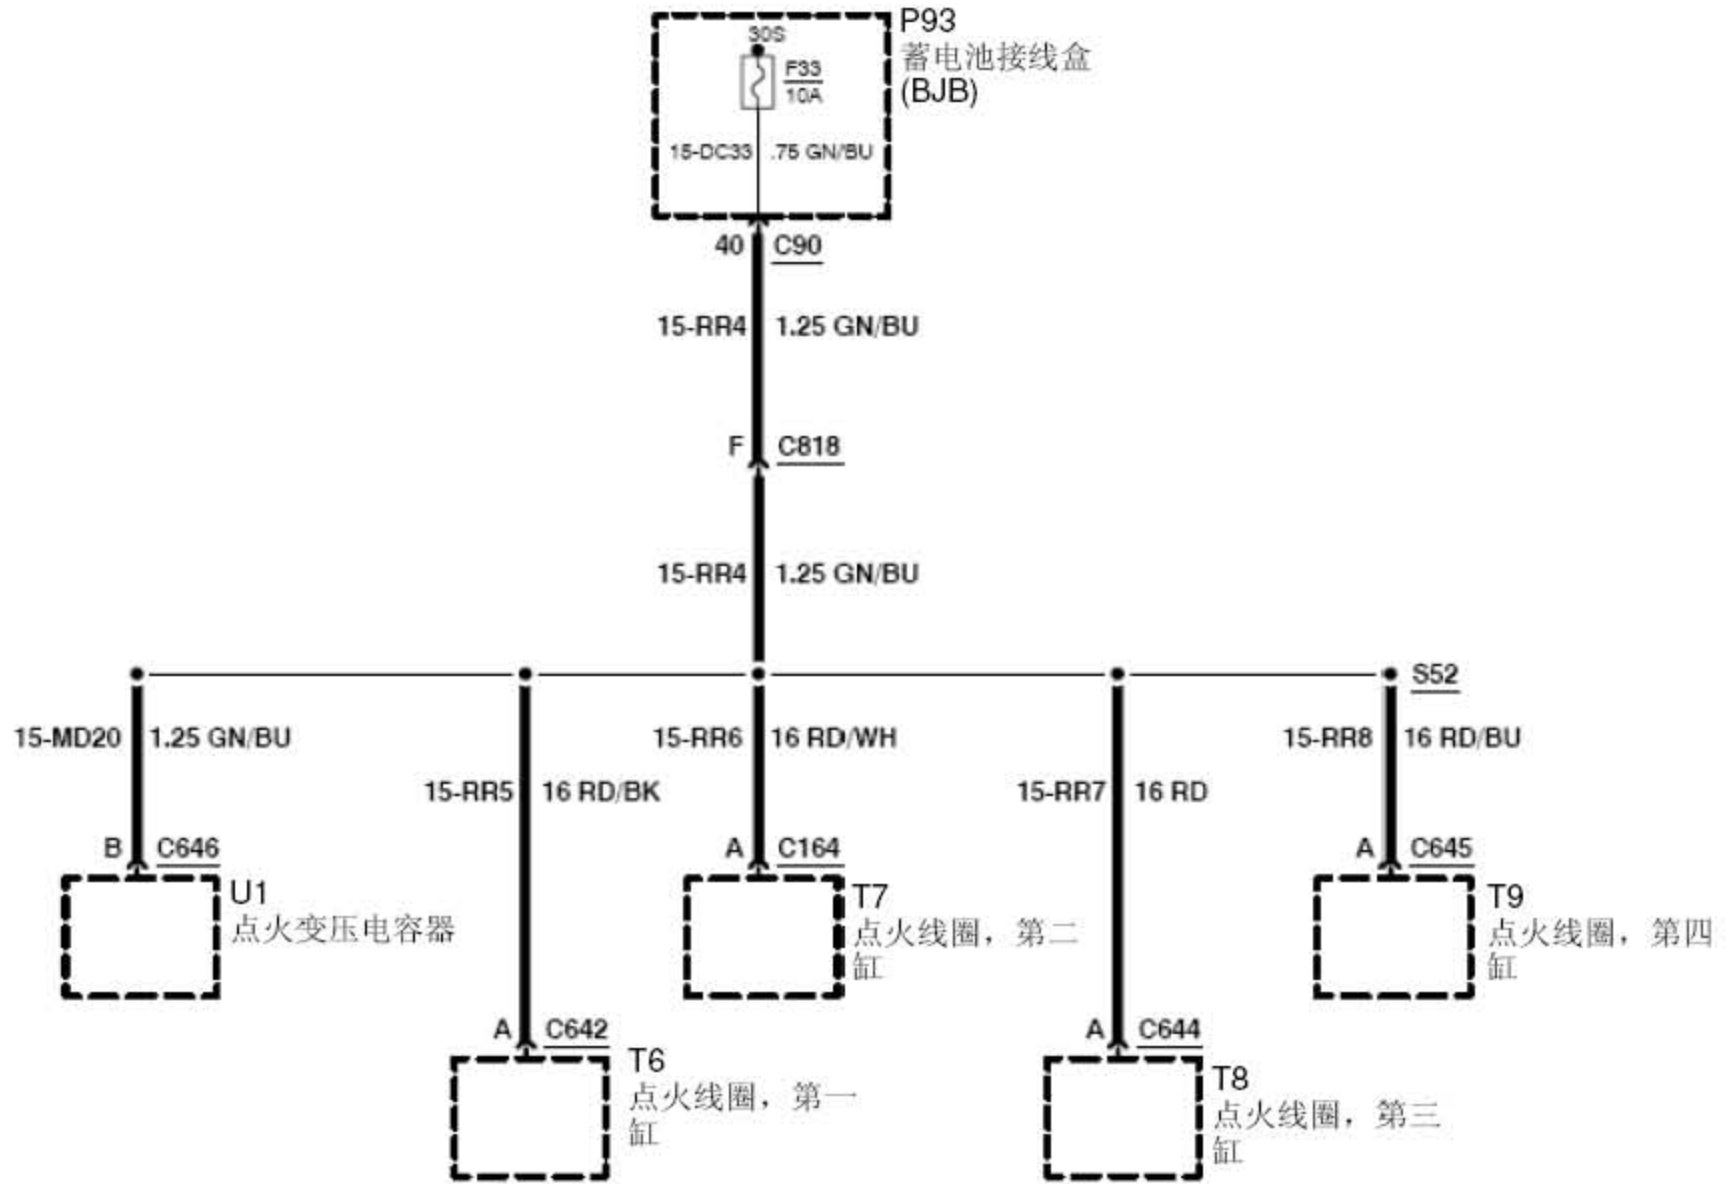 P93
30S
蓄电池接线盒
F33
(BJB)
10A
15-DC33 .75 GN/BU
40 C90
15-RR4 1.25 GN/BU
F C818
15-RR4 1.25 GN/BU
S52
15-MD20 1.25 GN/BU
15-RR6 16 RD/WH
15-RR8 16 RD/BU
15-RR5 16 RD/BK
15-RR7 16 RD
B C646
A C164
A C645
U1
点火变压电容器
T7
点火线圈，第二
缸
T9
点火线圈，第四
缸
A C642
A C644
T6
点火线圈，第一
缸
T8
点火线圈，第三
缸